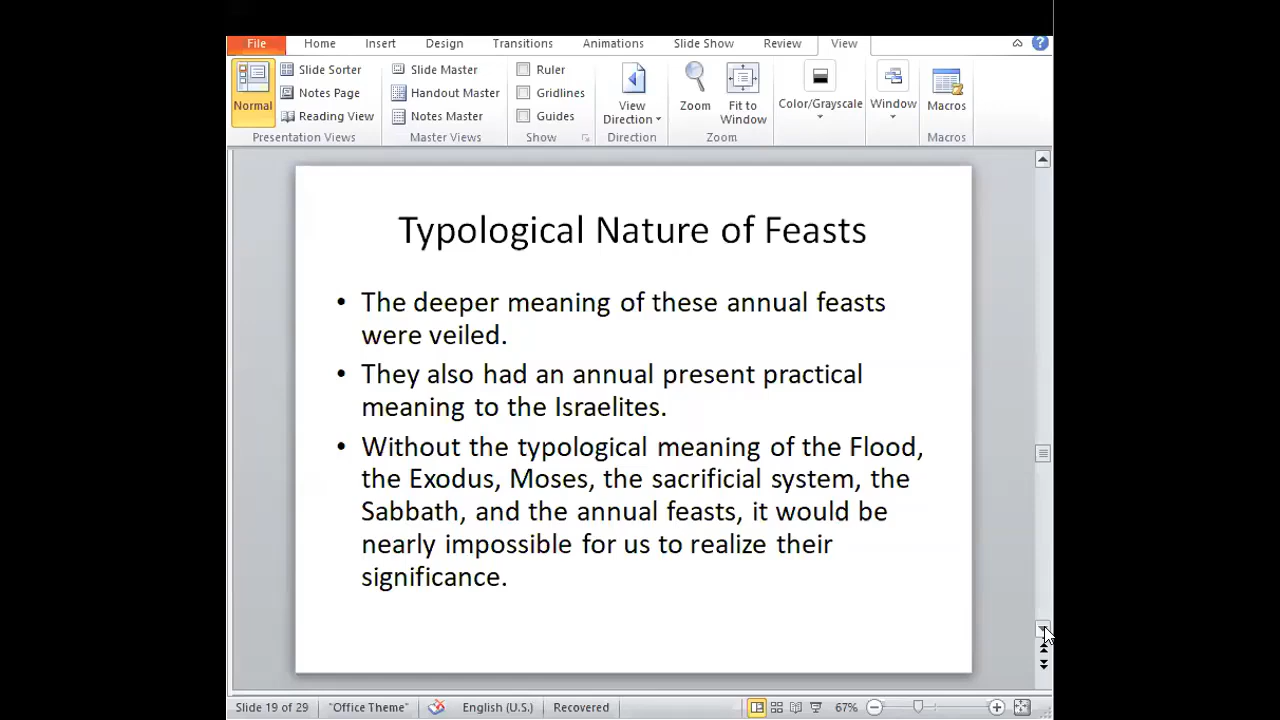 File Home Insert Design Transitions Animations Slide Show Review View
Slide Sorter Slide Master Ruler
Notes Page Handout Master Gridlines
Normal Reading View Notes Master Guides View Direction Zoom Fit to Window Color/Grayscale Window Macros
Presentation Views Master Views Show Direction Zoom Macros
Typological Nature of Feasts
• The deeper meaning of these annual feasts
were veiled.
• They also had an annual present practical
meaning to the Israelites.
• Without the typological meaning of the Flood,
the Exodus, Moses, the sacrificial system, the
Sabbath, and the annual feasts, it would be
nearly impossible for us to realize their
significance.
Slide 19 of 29 "Office Theme" English (U.S.) Recovered 67%